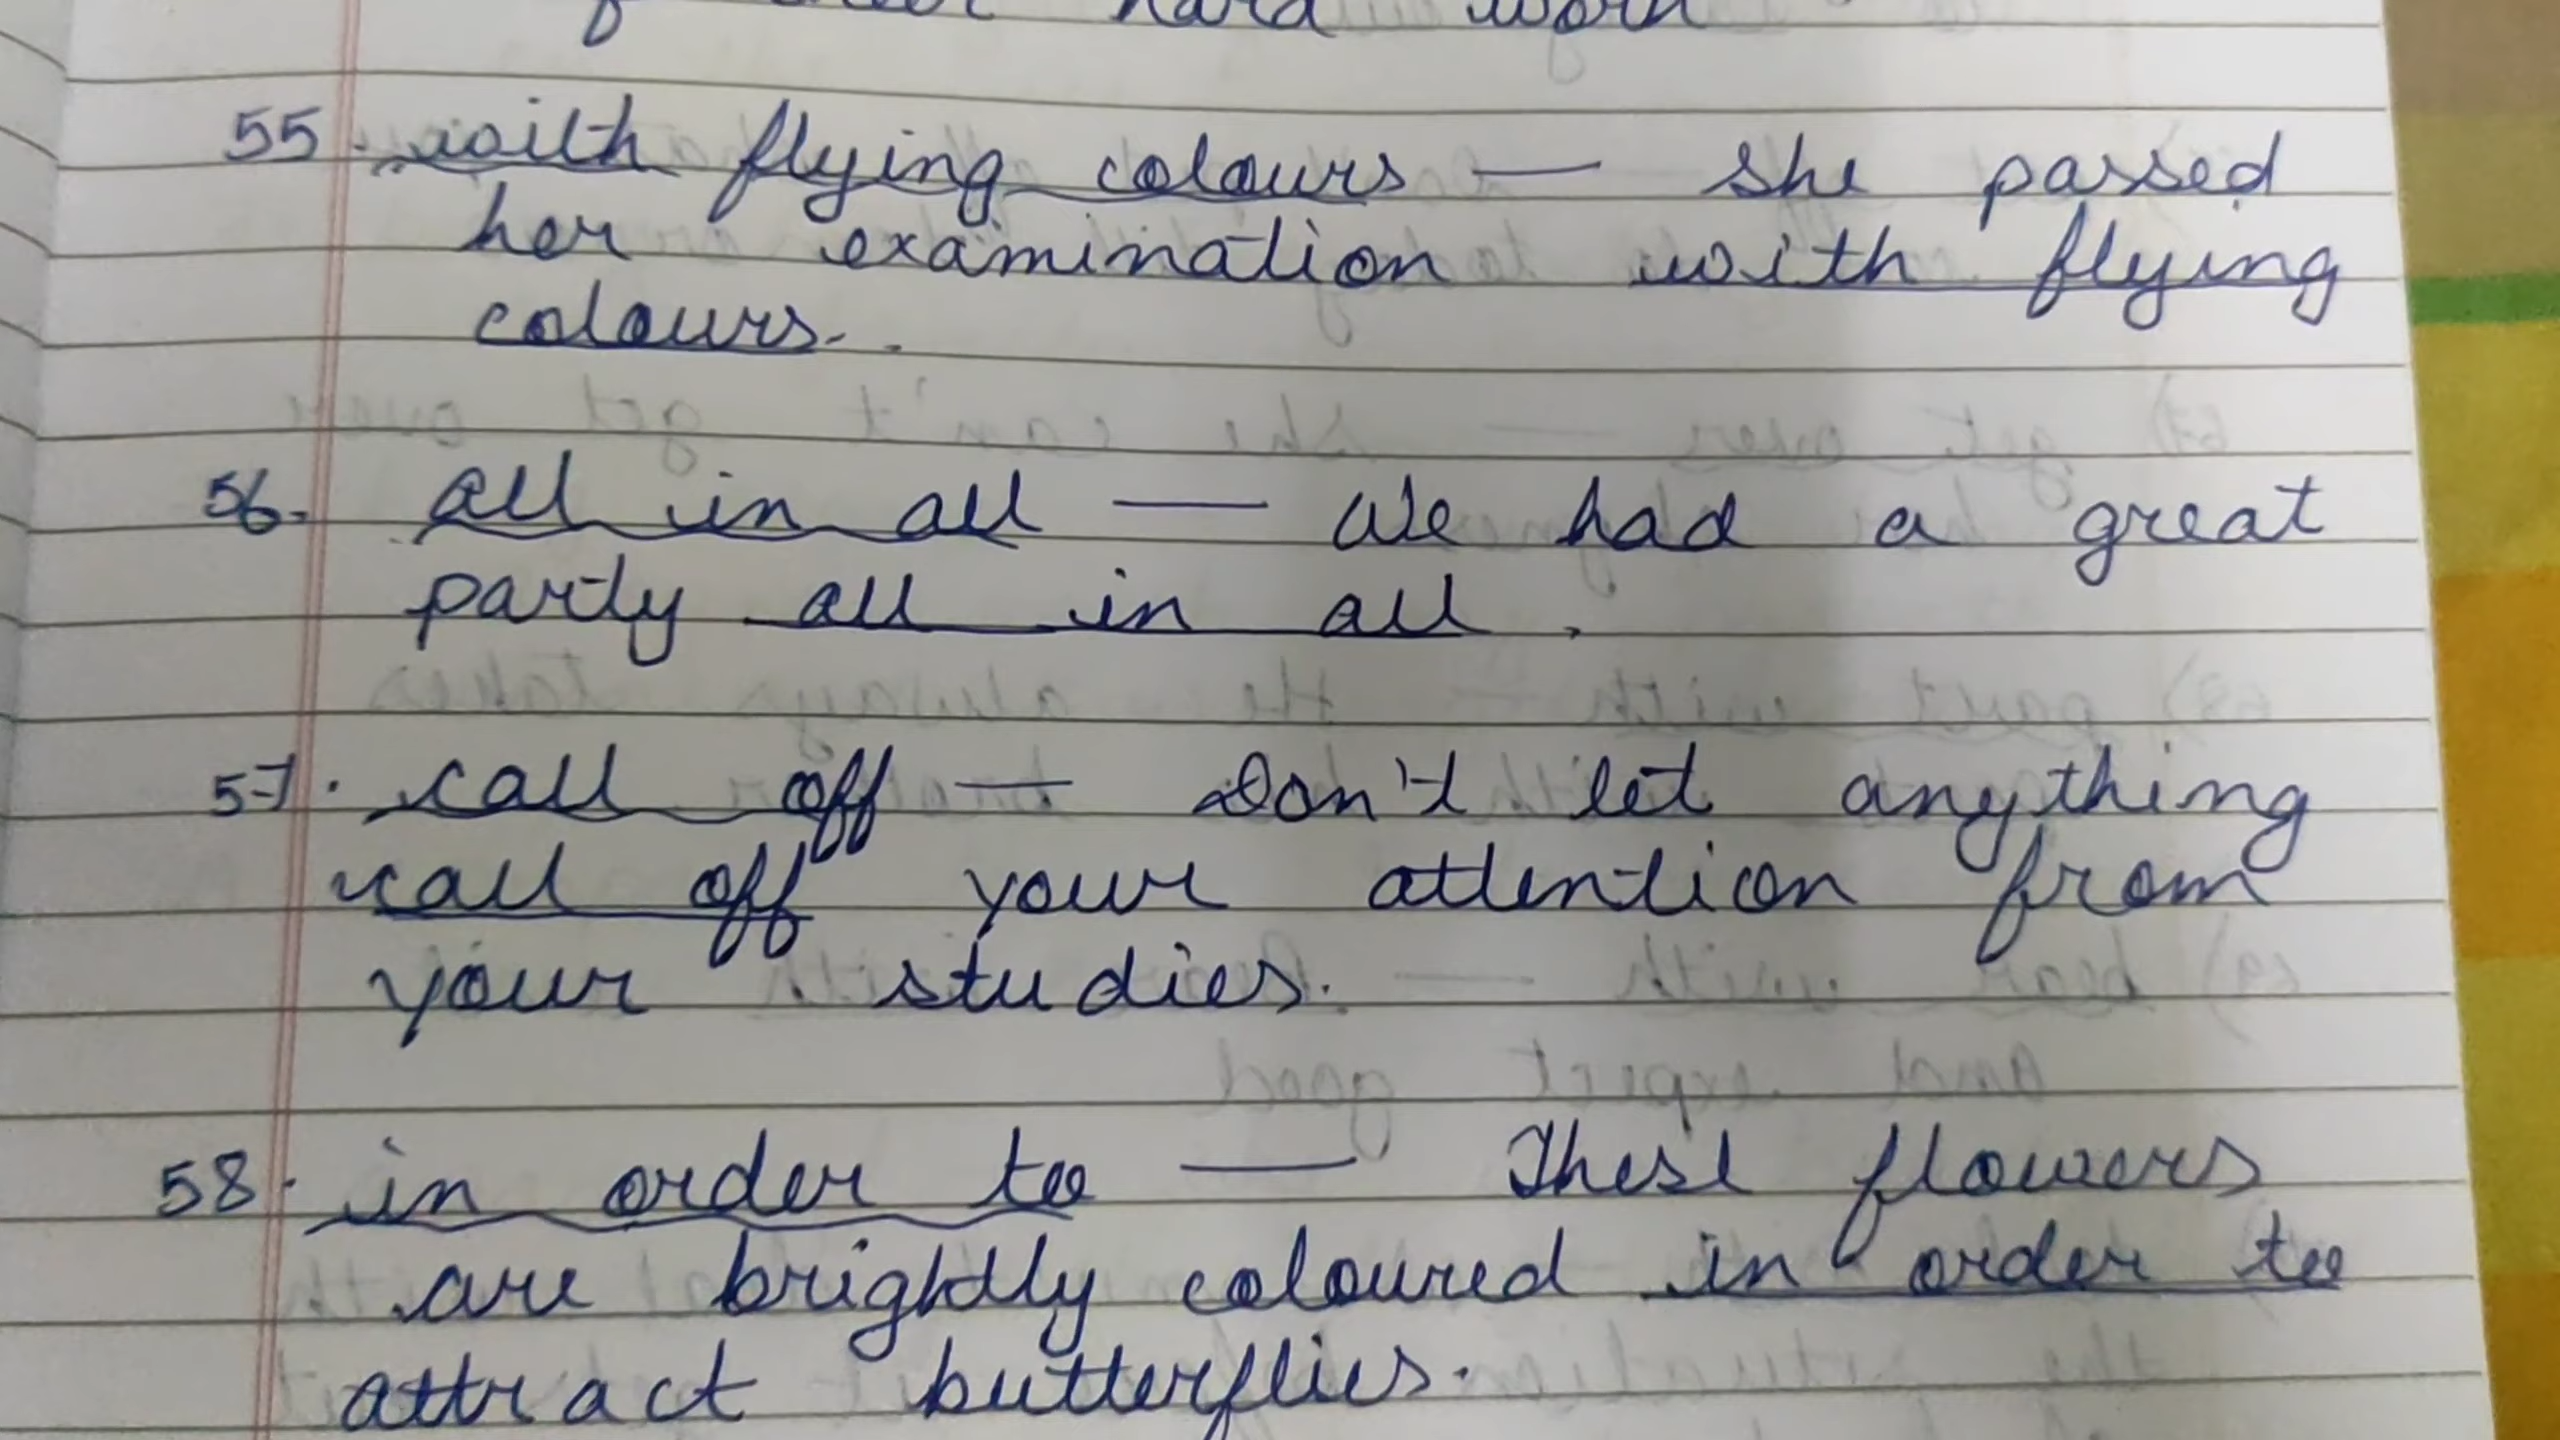 hard work
55. with flying colours — she passed
her examination with flying
colours.
56. all in all — We had a great
party all in all.
57. call off — Don't let anything
call off your attention from
your studies.
58. in order to — These flowers
are brightly coloured in order to
attract butterflies.